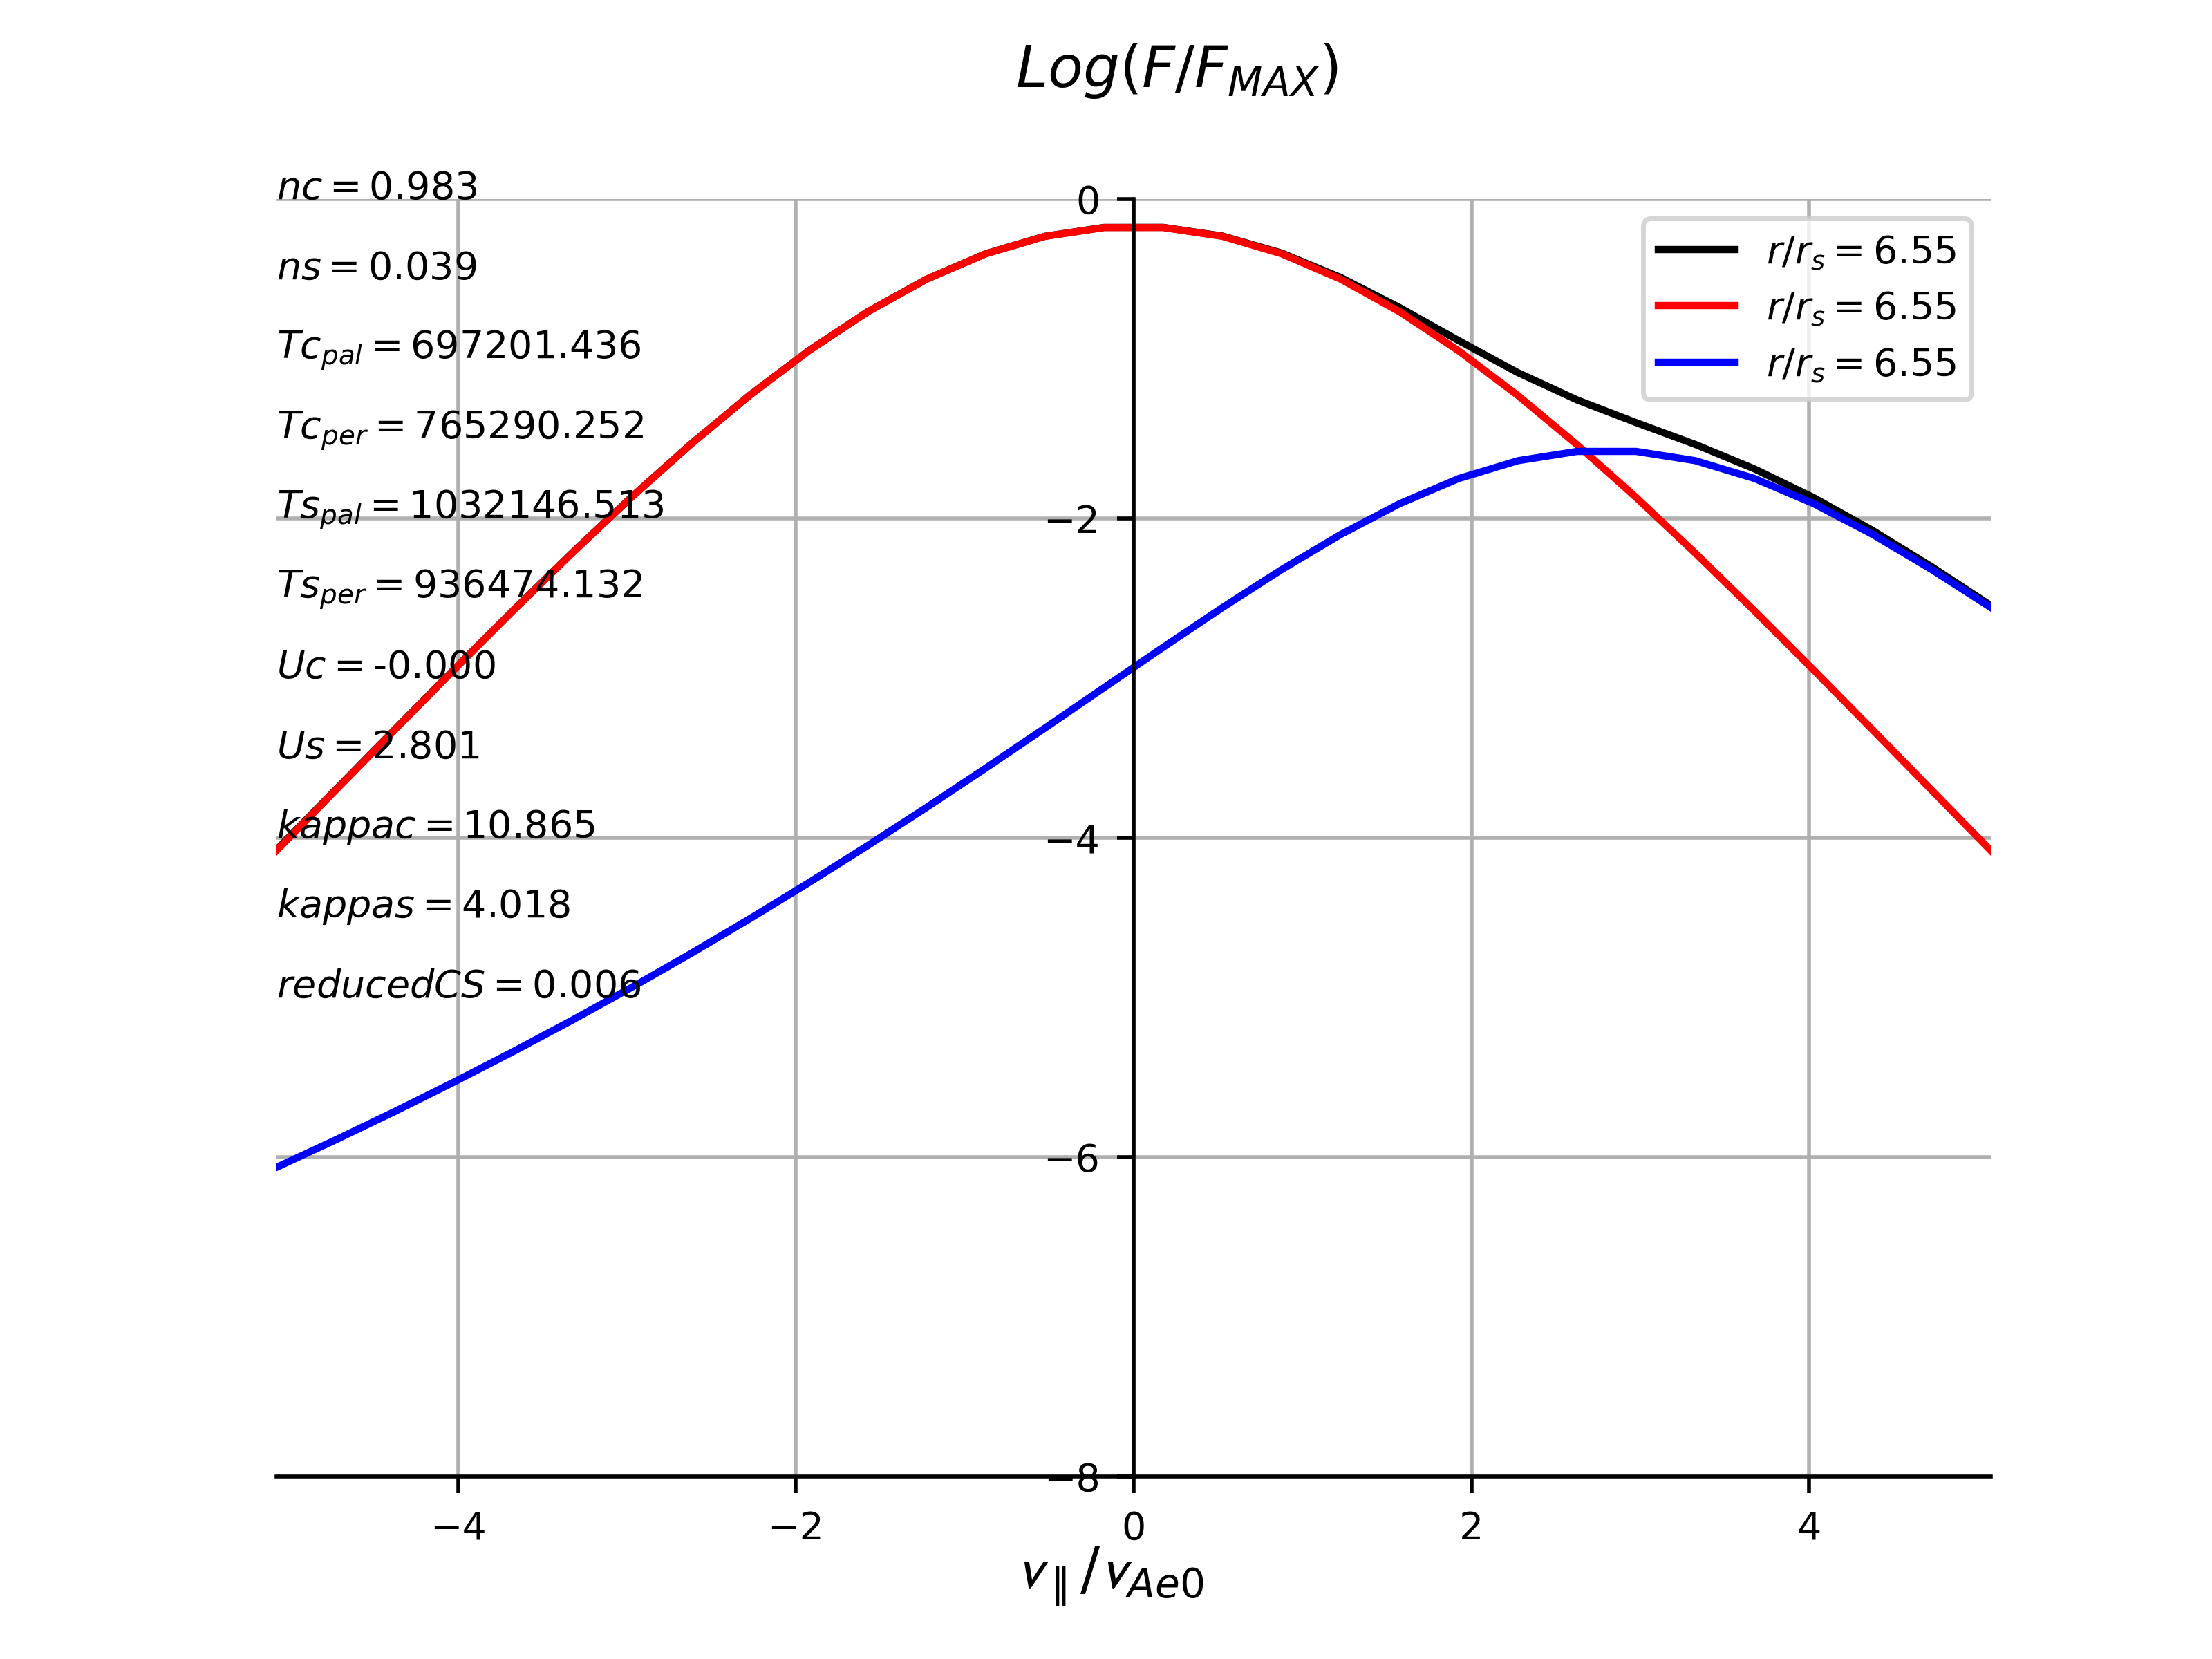 Log(F/F_MAX)
nc = 0.983
ns = 0.039
Tc_pal = 697201.436
Tc_per = 765290.252
Ts_pal = 1032146.513
Ts_per = 936474.132
Uc = -0.000
Us = 2.801
kappac = 10.865
kappas = 4.018
reducedCS = 0.006
0
−2
−4
−6
−8
r/r_s = 6.55
r/r_s = 6.55
r/r_s = 6.55
−4 −2 0 2 4
v_∥/v_Ae0